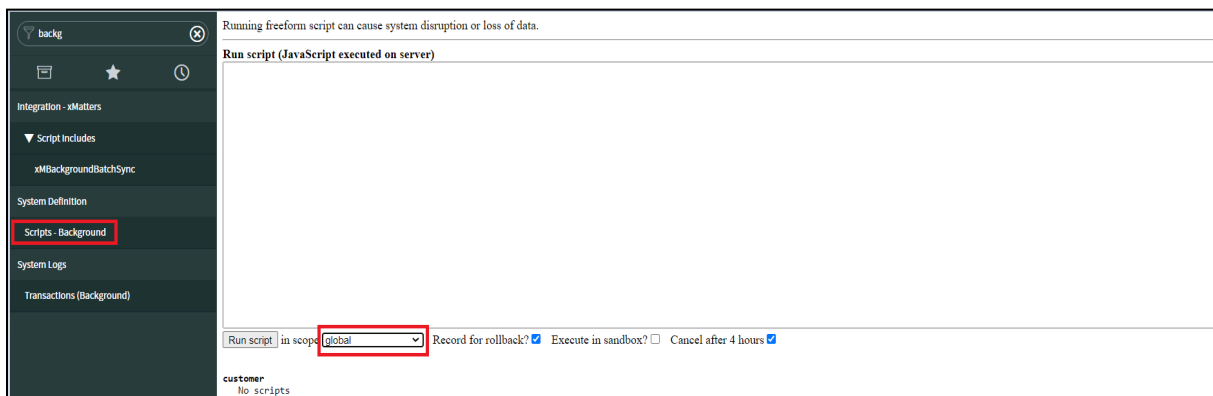 backg
Integration - xMatters
Script Includes
xMBackgroundBatchSync
System Definition
Scripts - Background
System Logs
Transactions (Background)
Running freeform script can cause system disruption or loss of data.
Run script (JavaScript executed on server)
Run script in scope global Record for rollback? Execute in sandbox? Cancel after 4 hours
customer
No scripts